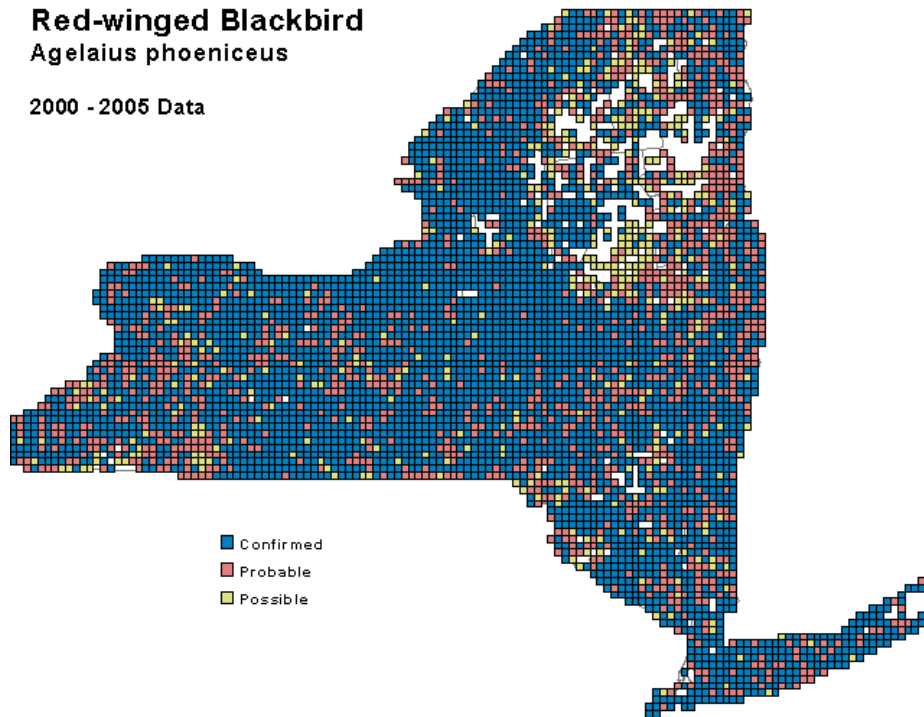 Red-winged Blackbird
Agelaius phoeniceus
2000 - 2005 Data
Confirmed
Probable
Possible